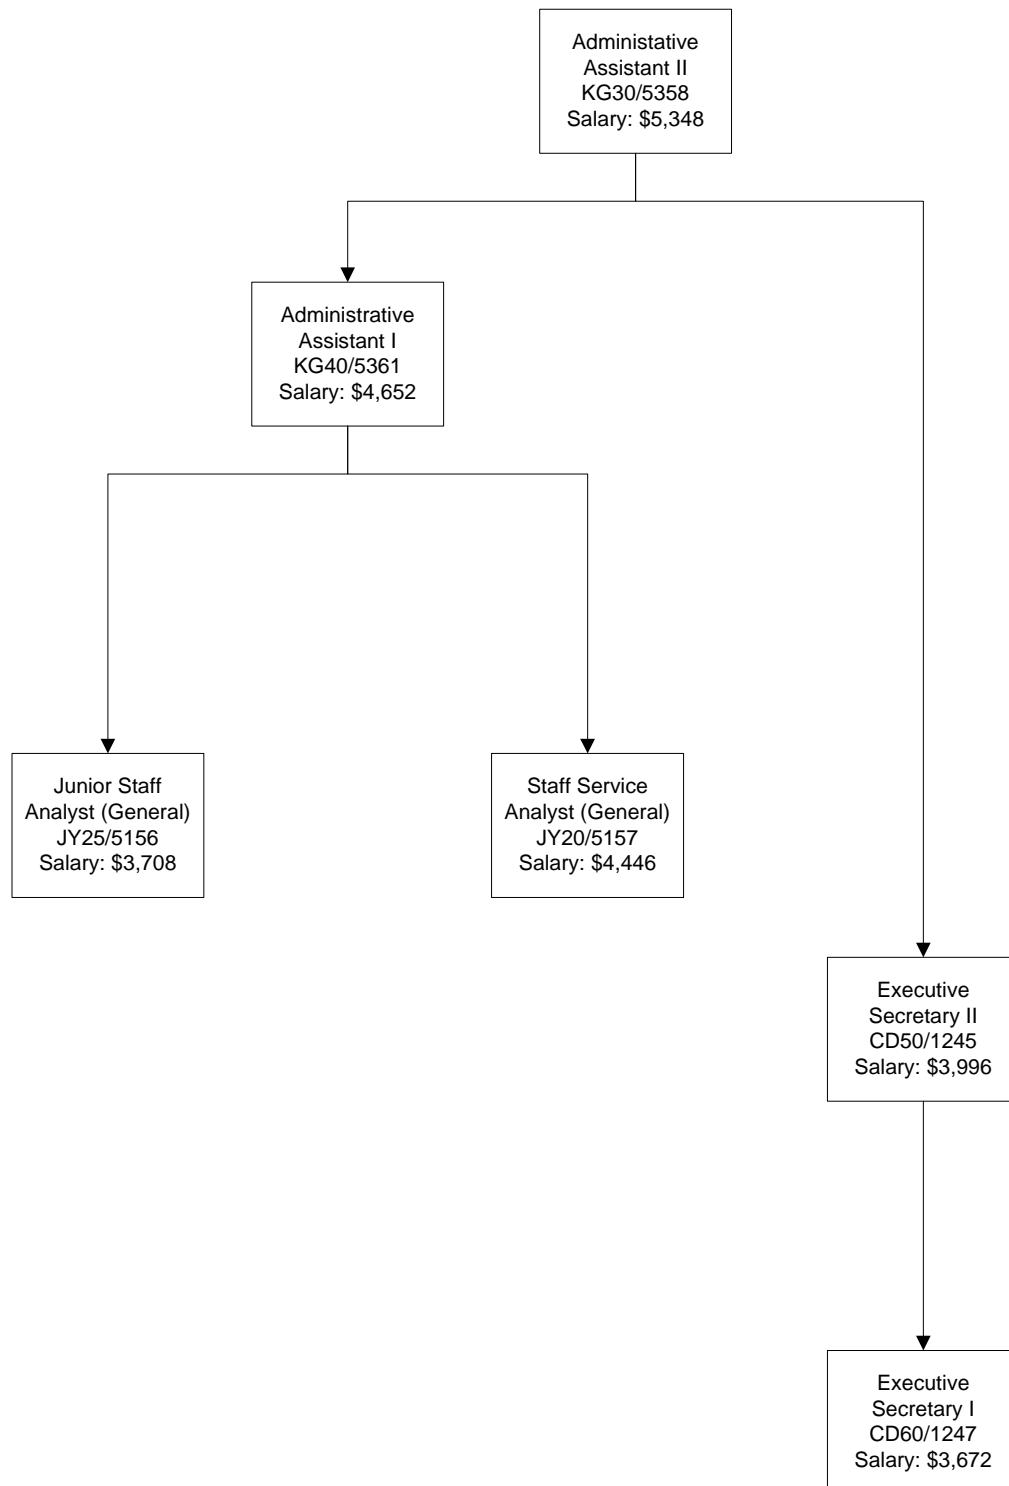 Administative
Assistant II
KG30/5358
Salary: $5,348
Administrative
Assistant I
KG40/5361
Salary: $4,652
Junior Staff
Analyst (General)
JY25/5156
Salary: $3,708
Staff Service
Analyst (General)
JY20/5157
Salary: $4,446
Executive
Secretary II
CD50/1245
Salary: $3,996
Executive
Secretary I
CD60/1247
Salary: $3,672